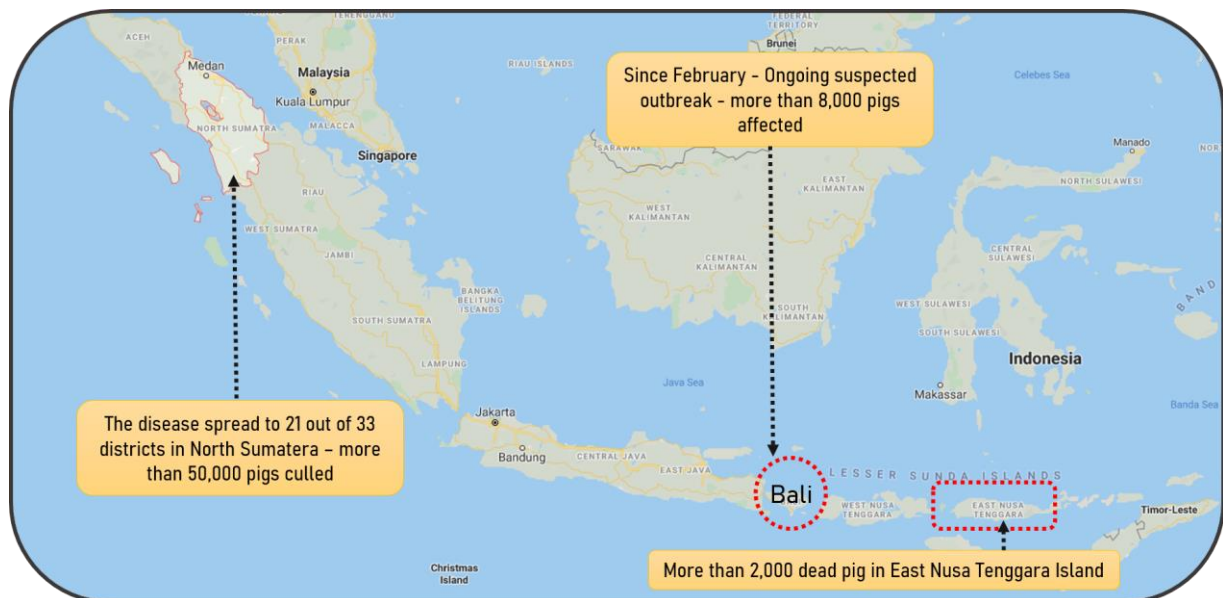 ACEH
Medan
NORTH SUMATRA
PERAK
TERENGGANU
Malaysia
Kuala Lumpur
MALACCA
Singapore
RIAU ISLANDS
RIAU
WEST SUMATRA
JAMBI
BANGKA
BELITUNG
ISLANDS
SOUTH SUMATRA
LAMPUNG
FEDERAL
TERRITORY
Brunei
Since February - Ongoing suspected
outbreak - more than 8,000 pigs
affected
Celebes Sea
SARAWAK
EAST
KALIMANTAN
WEST
KALIMANTAN
CENTRAL
KALIMANTAN
SOUTH
KALIMANTAN
Manado
NORTH SULAWESI
CENTRAL
SULAWESI
WEST SULAWESI
SOUTH
SULAWESI
Indonesia
Makassar
BAND
Banda Sea
Java Sea
The disease spread to 21 out of 33
districts in North Sumatera – more
than 50,000 pigs culled
Jakarta
Bandung
CENTRAL JAVA
EAST JAVA
Bali
LESSER SUNDA ISLANDS
WEST NUSA
TENGGARA
EAST NUSA
TENGGARA
Timor-Leste
Christmas
Island
More than 2,000 dead pig in East Nusa Tenggara Island